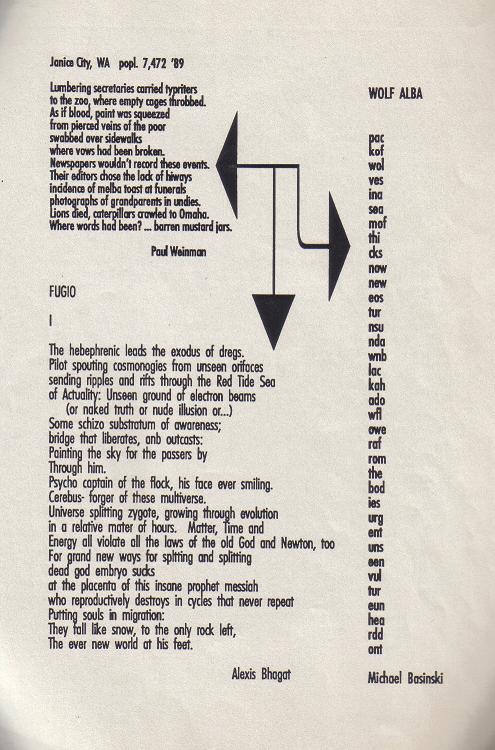 Janice City, WA popl. 7,472 '89
Lumbering secretaries carried typriters
to the zoo, where empty cages throbbed.
As if blood, paint was squeezed
from pierced veins of the poor
swabbed over sidewalks
where vows had been broken.
Newspapers wouldn't record these events.
Their editors chose the lack of hiways
incidence of melba toast at funerals
photographs of grandparents in undies.
Lions died, caterpillars crawled to Omaha.
Where words had been? ... barren mustard jars.
Paul Weinman
FUGIO
I
The hebephrenic leads the exodus of dregs.
Pilot spouting cosmonogies from unseen orifaces
sending ripples and rifts through the Red Tide Sea
of Actuality: Unseen ground of electron beams
(or naked truth or nude illusion or...)
Some schizo substratum of awareness;
bridge that liberates, anb outcasts:
Painting the sky for the passers by
Through him.
Psycho captain of the flock, his face ever smiling.
Cerebus- forger of these multiverse.
Universe splitting zygote, growing through evolution
in a relative mater of hours. Matter, Time and
Energy all violate all the laws of the old God and Newton, too
For grand new ways for spltting and splitting
dead god embryo sucks
at the placenta of this insane prophet messiah
who reproductively destroys in cycles that never repeat
Putting souls in migration:
They fall like snow, to the only rock left,
The ever new world at his feet.
Alexis Bhagat
WOLF ALBA
pac
kof
wol
ves
ina
sea
mof
thi
cks
now
new
eos
tur
nsu
nda
wnb
lac
kah
ado
wfl
owe
raf
rom
the
bod
ies
urg
ent
uns
een
vul
tur
eun
hea
rdd
ont
Michael Basinski